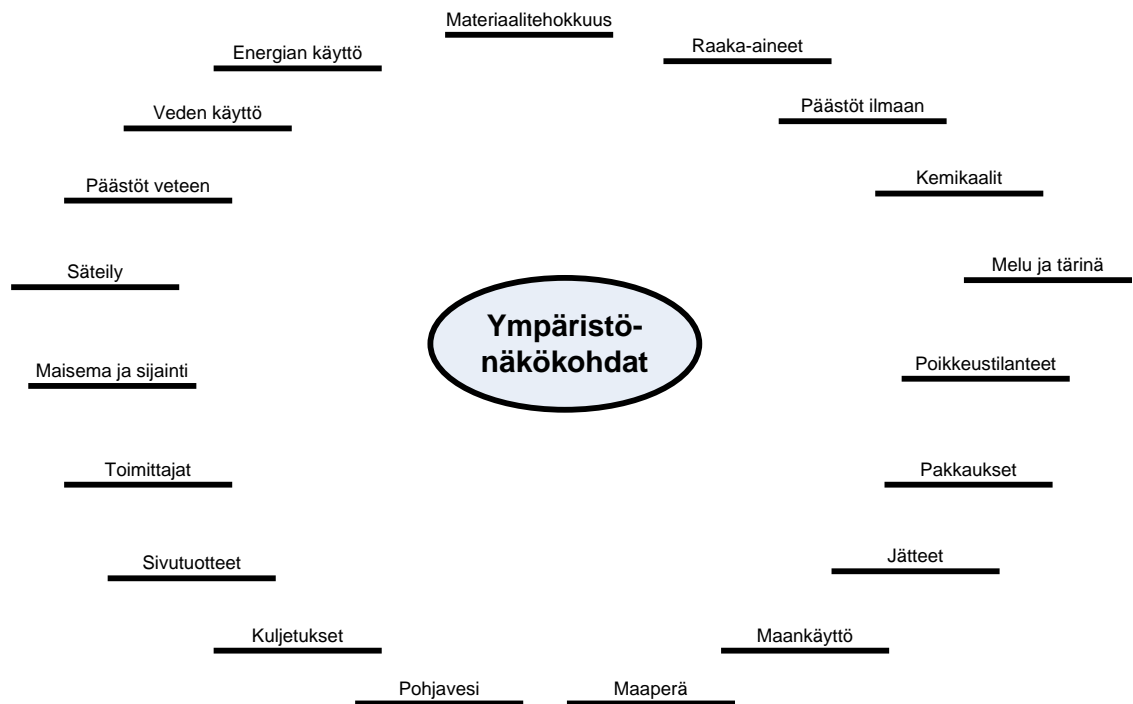 Materiaalitehokkuus
Raaka-aineet
Energian käyttö
Päästöt ilmaan
Veden käyttö
Kemikaalit
Päästöt veteen
Melu ja tärinä
Säteily
Ympäristö-
näkökohdat
Poikkeustilanteet
Maisema ja sijainti
Toimittajat
Pakkaukset
Sivutuotteet
Jätteet
Kuljetukset
Maankäyttö
Pohjavesi
Maaperä